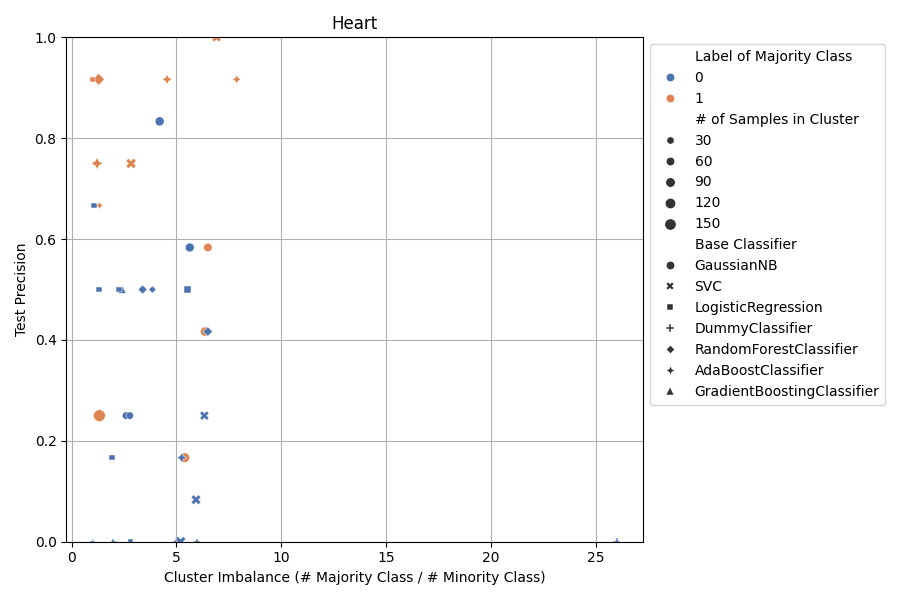 Heart
1.0
0.8
0.6
0.4
0.2
0.0
Test Precision
0
5
10
15
20
25
Cluster Imbalance (# Majority Class / # Minority Class)
Label of Majority Class
0
1
# of Samples in Cluster
30
60
90
120
150
Base Classifier
GaussianNB
SVC
LogisticRegression
DummyClassifier
RandomForestClassifier
AdaBoostClassifier
GradientBoostingClassifier